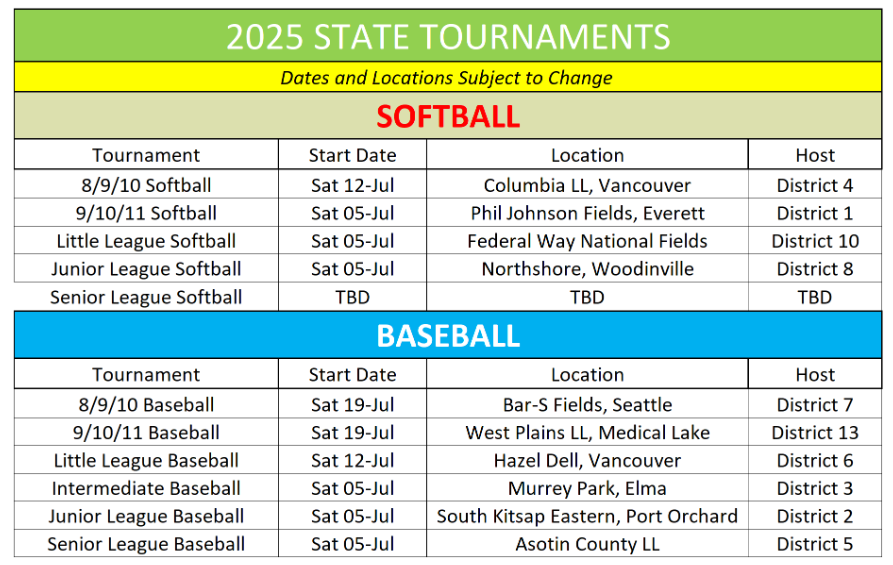 2025 STATE TOURNAMENTS
Dates and Locations Subject to Change
SOFTBALL
Tournament Start Date Location Host
8/9/10 Softball Sat 12-Jul Columbia LL, Vancouver District 4
9/10/11 Softball Sat 05-Jul Phil Johnson Fields, Everett District 1
Little League Softball Sat 05-Jul Federal Way National Fields District 10
Junior League Softball Sat 05-Jul Northshore, Woodinville District 8
Senior League Softball TBD TBD TBD
BASEBALL
Tournament Start Date Location Host
8/9/10 Baseball Sat 19-Jul Bar-S Fields, Seattle District 7
9/10/11 Baseball Sat 19-Jul West Plains LL, Medical Lake District 13
Little League Baseball Sat 12-Jul Hazel Dell, Vancouver District 6
Intermediate Baseball Sat 05-Jul Murrey Park, Elma District 3
Junior League Baseball Sat 05-Jul South Kitsap Eastern, Port Orchard District 2
Senior League Baseball Sat 05-Jul Asotin County LL District 5